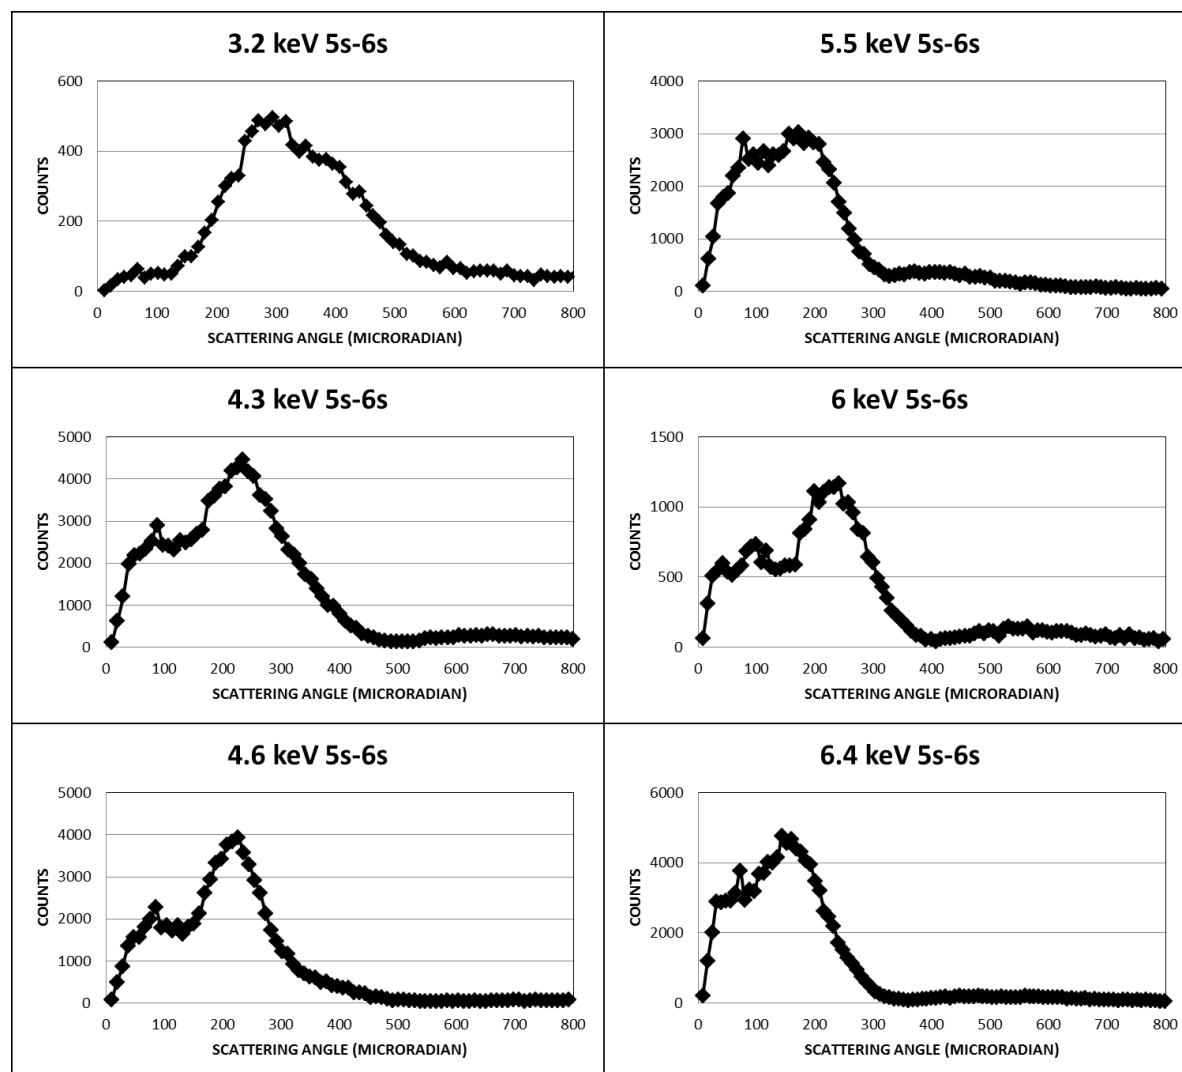 3.2 keV 5s-6s
COUNTS
600
400
200
0
0 100 200 300 400 500 600 700 800
SCATTERING ANGLE (MICRORADIAN)
5.5 keV 5s-6s
COUNTS
4000
3000
2000
1000
0
0 100 200 300 400 500 600 700 800
SCATTERING ANGLE (MICRORADIAN)
4.3 keV 5s-6s
COUNTS
5000
4000
3000
2000
1000
0
0 100 200 300 400 500 600 700 800
SCATTERING ANGLE (MICRORADIAN)
6 keV 5s-6s
COUNTS
1500
1000
500
0
0 100 200 300 400 500 600 700 800
SCATTERING ANGLE (MICRORADIAN)
4.6 keV 5s-6s
COUNTS
5000
4000
3000
2000
1000
0
0 100 200 300 400 500 600 700 800
SCATTERING ANGLE (MICRORADIAN)
6.4 keV 5s-6s
COUNTS
6000
4000
2000
0
0 100 200 300 400 500 600 700 800
SCATTERING ANGLE (MICRORADIAN)